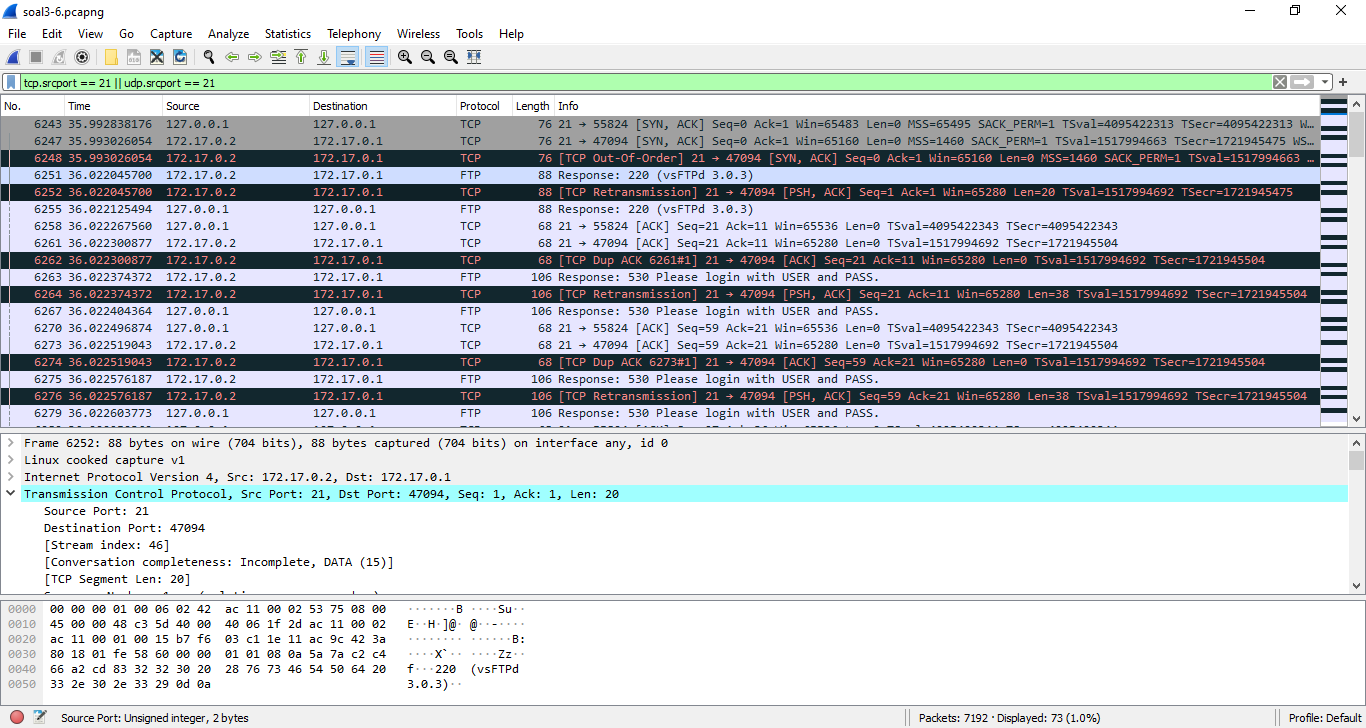 soal3-6.pcapng
File Edit View Go Capture Analyze Statistics Telephony Wireless Tools Help
tcp.srcport == 21 || udp.srcport == 21
No. Time Source Destination Protocol Length Info
6243 35.992838176 127.0.0.1 127.0.0.1 TCP 76 21 → 55824 [SYN, ACK] Seq=0 Ack=1 Win=65483 Len=0 MSS=65495 SACK_PERM=1 TSval=4095422313 TSecr=4095422313 W…
6247 35.993026054 172.17.0.2 172.17.0.1 TCP 76 21 → 47094 [SYN, ACK] Seq=0 Ack=1 Win=65160 Len=0 MSS=1460 SACK_PERM=1 TSval=1517994663 TSecr=1721945475 WS…
6248 35.993026054 172.17.0.2 172.17.0.1 TCP 76 [TCP Out-Of-Order] 21 → 47094 [SYN, ACK] Seq=0 Ack=1 Win=65160 Len=0 MSS=1460 SACK_PERM=1 TSval=1517994663 …
6251 36.022045700 172.17.0.2 172.17.0.1 FTP 88 Response: 220 (vsFTPd 3.0.3)
6252 36.022045700 172.17.0.2 172.17.0.1 TCP 88 [TCP Retransmission] 21 → 47094 [PSH, ACK] Seq=1 Ack=1 Win=65280 Len=20 TSval=1517994692 TSecr=1721945475
6255 36.022125494 127.0.0.1 127.0.0.1 FTP 88 Response: 220 (vsFTPd 3.0.3)
6258 36.022267560 127.0.0.1 127.0.0.1 TCP 68 21 → 55824 [ACK] Seq=21 Ack=11 Win=65536 Len=0 TSval=4095422343 TSecr=4095422343
6261 36.022300877 172.17.0.2 172.17.0.1 TCP 68 21 → 47094 [ACK] Seq=21 Ack=11 Win=65280 Len=0 TSval=1517994692 TSecr=1721945504
6262 36.022300877 172.17.0.2 172.17.0.1 TCP 68 [TCP Dup ACK 6261#1] 21 → 47094 [ACK] Seq=21 Ack=11 Win=65280 Len=0 TSval=1517994692 TSecr=1721945504
6263 36.022374372 172.17.0.2 172.17.0.1 FTP 106 Response: 530 Please login with USER and PASS.
6264 36.022374372 172.17.0.2 172.17.0.1 TCP 106 [TCP Retransmission] 21 → 47094 [PSH, ACK] Seq=21 Ack=11 Win=65280 Len=38 TSval=1517994692 TSecr=1721945504
6267 36.022404364 127.0.0.1 127.0.0.1 FTP 106 Response: 530 Please login with USER and PASS.
6270 36.022496874 127.0.0.1 127.0.0.1 TCP 68 21 → 55824 [ACK] Seq=59 Ack=21 Win=65536 Len=0 TSval=4095422343 TSecr=4095422343
6273 36.022519043 172.17.0.2 172.17.0.1 TCP 68 21 → 47094 [ACK] Seq=59 Ack=21 Win=65280 Len=0 TSval=1517994692 TSecr=1721945504
6274 36.022519043 172.17.0.2 172.17.0.1 TCP 68 [TCP Dup ACK 6273#1] 21 → 47094 [ACK] Seq=59 Ack=21 Win=65280 Len=0 TSval=1517994692 TSecr=1721945504
6275 36.022576187 172.17.0.2 172.17.0.1 FTP 106 Response: 530 Please login with USER and PASS.
6276 36.022576187 172.17.0.2 172.17.0.1 TCP 106 [TCP Retransmission] 21 → 47094 [PSH, ACK] Seq=59 Ack=21 Win=65280 Len=38 TSval=1517994692 TSecr=1721945504
6279 36.022603773 127.0.0.1 127.0.0.1 FTP 106 Response: 530 Please login with USER and PASS.
Frame 6252: 88 bytes on wire (704 bits), 88 bytes captured (704 bits) on interface any, id 0
Linux cooked capture v1
Internet Protocol Version 4, Src: 172.17.0.2, Dst: 172.17.0.1
Transmission Control Protocol, Src Port: 21, Dst Port: 47094, Seq: 1, Ack: 1, Len: 20
Source Port: 21
Destination Port: 47094
[Stream index: 46]
[Conversation completeness: Incomplete, DATA (15)]
[TCP Segment Len: 20]
0000 00 00 00 01 00 06 02 42 ac 11 00 02 53 75 08 00 ·······B ····Su··
0010 45 00 00 48 c3 5d 40 00 40 06 1f 2d ac 11 00 02 E··H·]@· @··-····
0020 ac 11 00 01 00 15 b7 f6 03 c1 1e 11 ac 9c 42 3a ········ ······B:
0030 80 18 01 fe 58 60 00 00 01 01 08 0a 5a 7a c2 c4 ····X`·· ····Zz··
0040 66 a2 cd 83 32 32 30 20 28 76 73 46 54 50 64 20 f···220 (vsFTPd
0050 33 2e 30 2e 33 29 0d 0a 3.0.3)··
Source Port: Unsigned integer, 2 bytes Packets: 7192 · Displayed: 73 (1.0%) Profile: Default